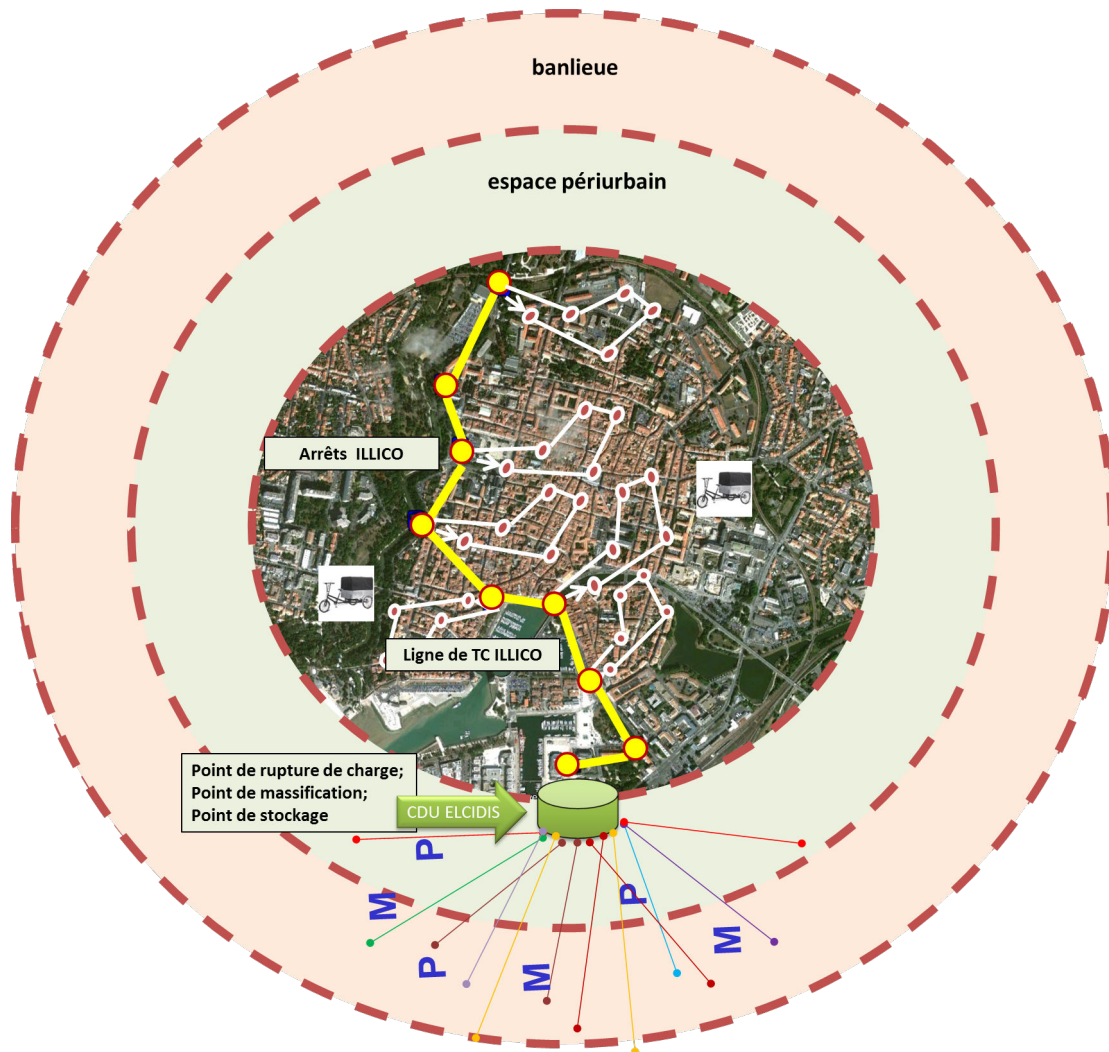 banlieue
espace périurbain
Arrêts ILLICO
Ligne de TC ILLICO
Point de rupture de charge;
Point de massification;
Point de stockage
CDU ELCIDIS
P
M
P
P
M
M